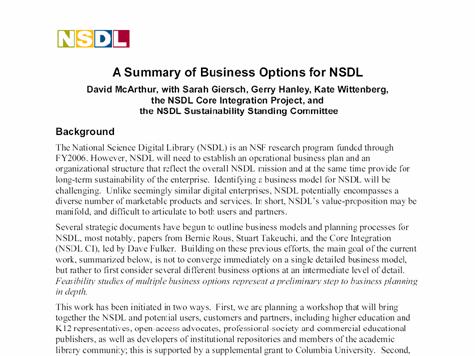 NSDL
A Summary of Business Options for NSDL
David McArthur, with Sarah Giersch, Gerry Hanley, Kate Wittenberg,
the NSDL Core Integration Project, and
the NSDL Sustainability Standing Committee
Background
The National Science Digital Library (NSDL) is an NSF research program funded through
FY2006. However, NSDL will need to establish an operational business plan and an
organizational structure that reflect the overall NSDL mission and at the same time provide for
long-term sustainability of the enterprise. Identifying a business model for NSDL will be
challenging. Unlike seemingly similar digital enterprises, NSDL potentially encompasses a
diverse number of marketable products and services. In short, NSDL's value-proposition may be
manifold, and difficult to articulate to both users and partners.
Several strategic documents have begun to outline business models and planning processes for
NSDL, most notably, papers from Bernie Rous, Stuart Takeuchi, and the Core Integration
(NSDL CI), led by Dave Fulker. Building on these previous efforts, the main goal of the current
work, summarized below, is not to converge immediately on a single detailed business model,
but rather to first consider several different business options at an intermediate level of detail.
Feasibility studies of multiple business options represent a preliminary step to business planning
in depth.
This work has been initiated in two ways. First, we are planning a workshop that will bring
together the NSDL and potential users, customers and partners, including higher education and
K12 representatives, open-access advocates, professional-society and commercial educational
publishers, as well as developers of institutional repositories and members of the academic
library community; this is supported by a supplemental grant to Columbia University. Second,